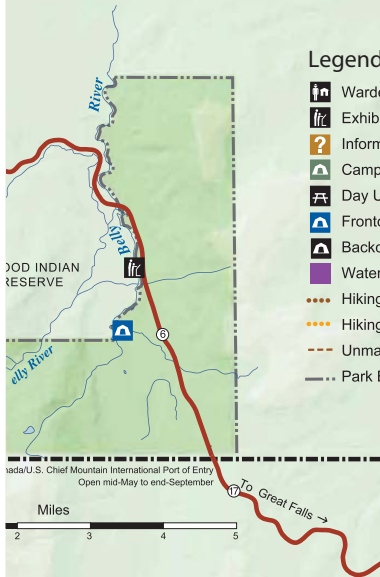 River
Belly
OOD INDIAN
RESERVE
elly River
6
nada/U.S. Chief Mountain International Port of Entry
Open mid-May to end-September
17
To Great Falls →
Miles
2 3 4 5
Legend
Warde
Exhib
?
Inform
Camp
Day U
Frontc
Backc
Water
Hiking
Hiking
Unma
Park B